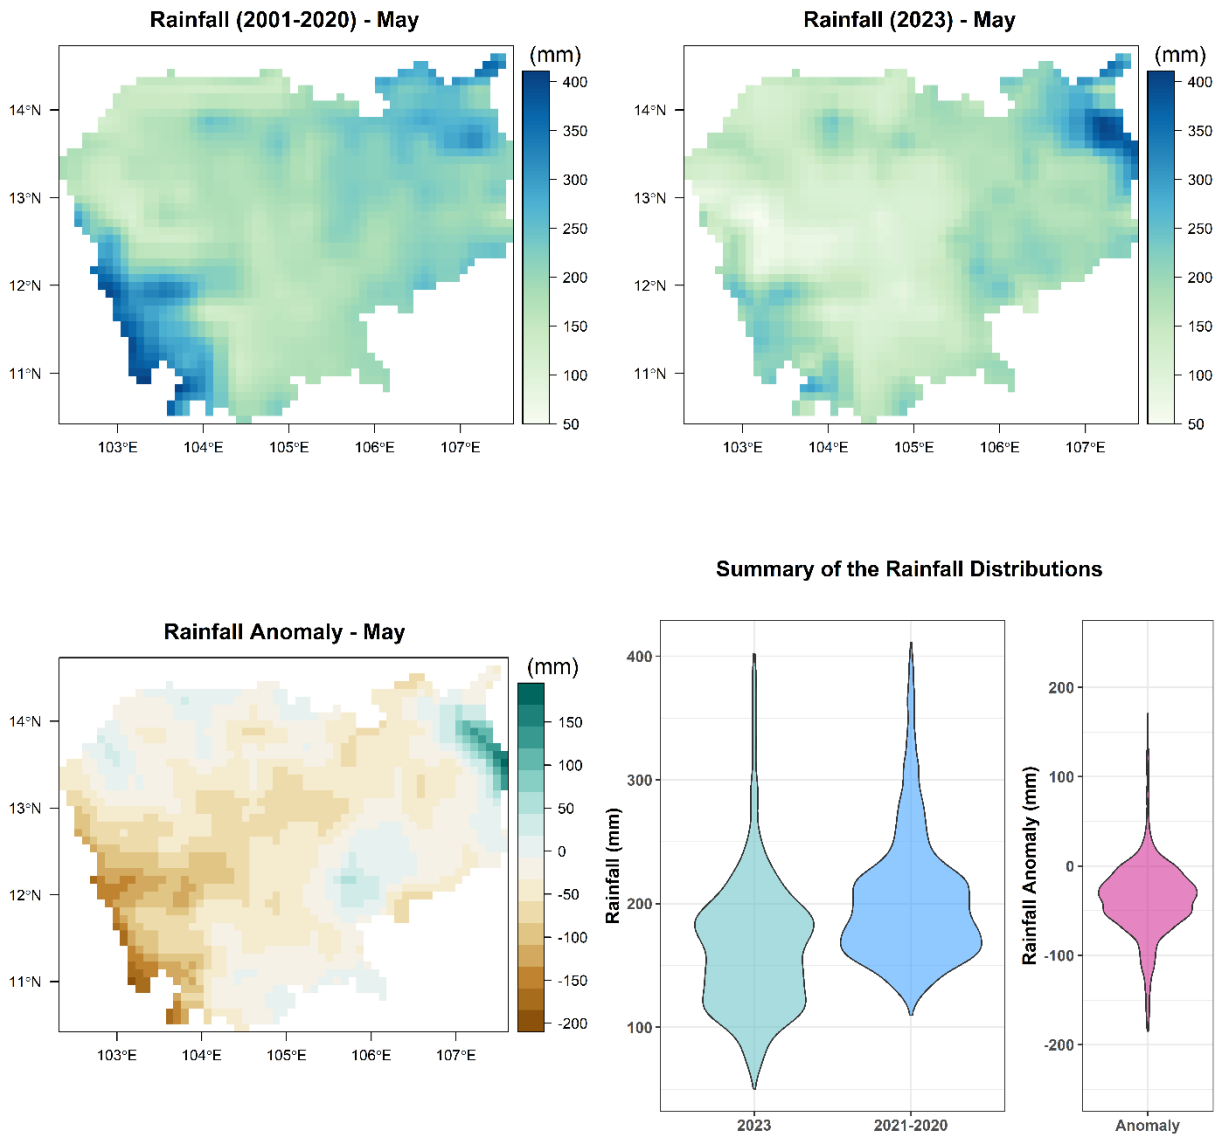 Rainfall (2001-2020) - May
(mm)
400
350
300
250
200
150
100
50
14°N
13°N
12°N
11°N
103°E
104°E
105°E
106°E
107°E
Rainfall (2023) - May
(mm)
400
350
300
250
200
150
100
50
14°N
13°N
12°N
11°N
103°E
104°E
105°E
106°E
107°E
Rainfall Anomaly - May
(mm)
150
100
50
0
-50
-100
-150
-200
14°N
13°N
12°N
11°N
103°E
104°E
105°E
106°E
107°E
Summary of the Rainfall Distributions
Rainfall (mm)
400
300
200
100
2023
2021-2020
Rainfall Anomaly (mm)
200
100
0
-100
-200
Anomaly